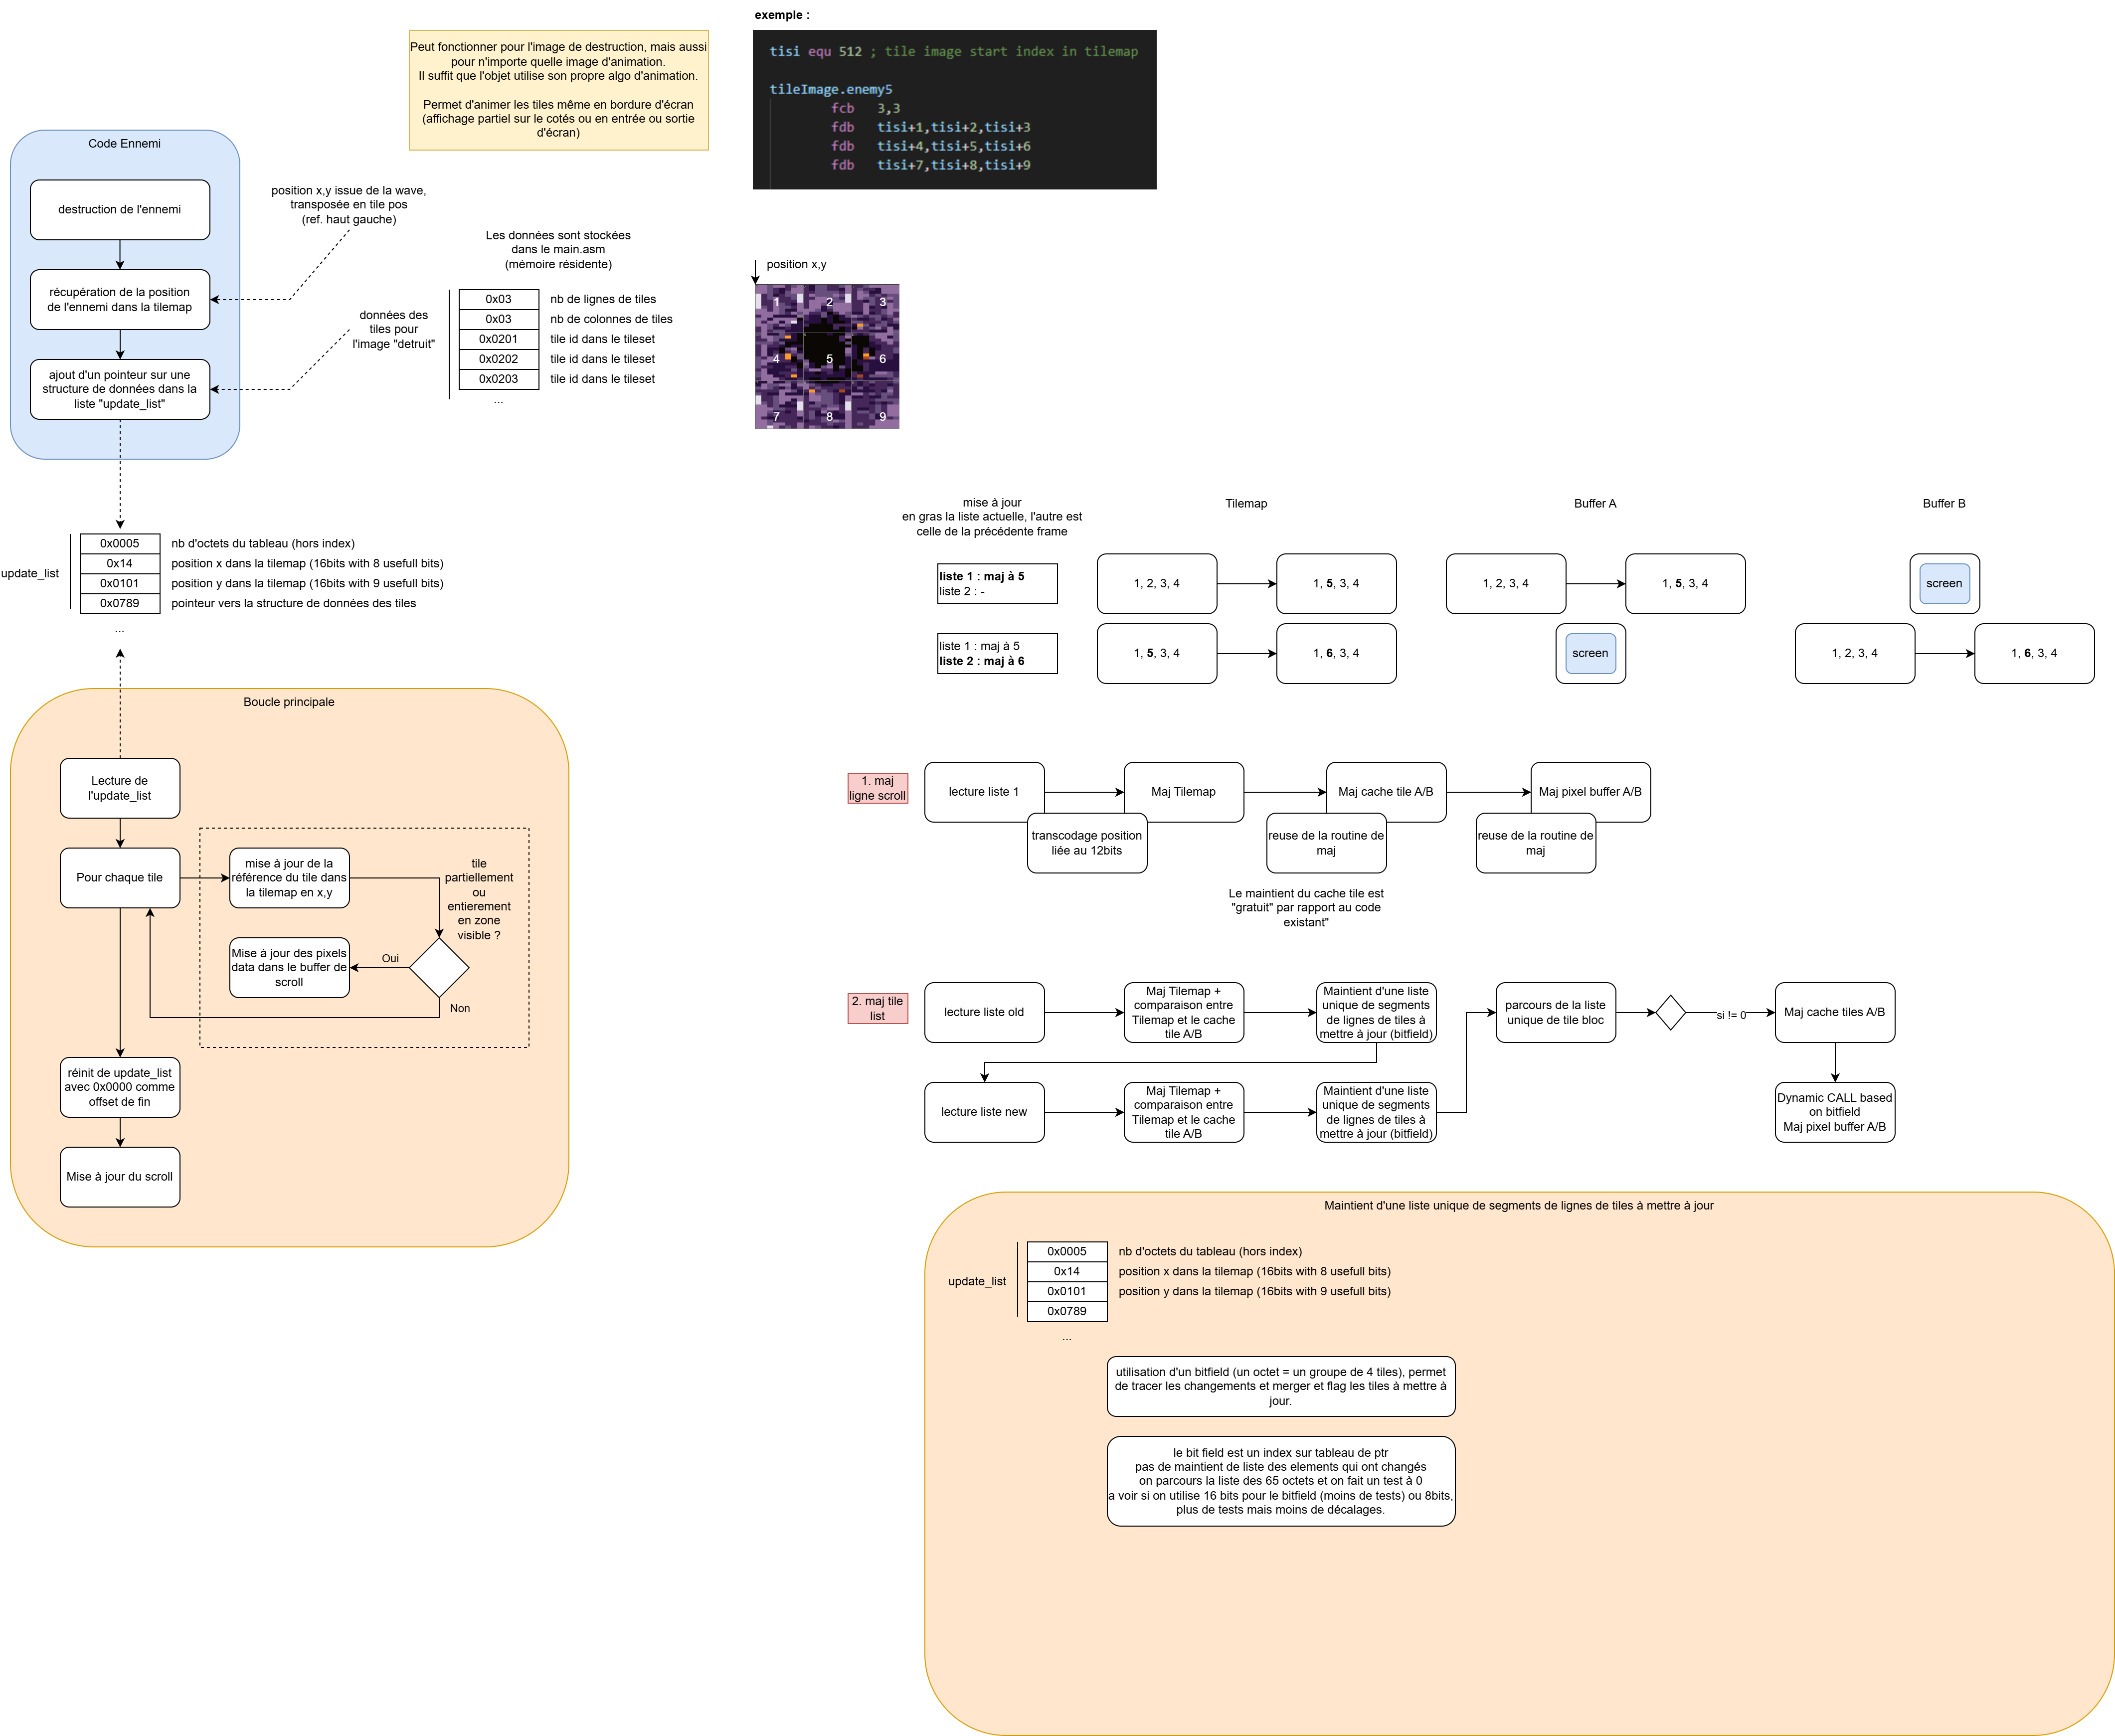 exemple :
Peut fonctionner pour l'image de destruction, mais aussi
pour n'importe quelle image d'animation.
Il suffit que l'objet utilise son propre algo d'animation.
Permet d'animer les tiles même en bordure d'écran
(affichage partiel sur le cotés ou en entrée ou sortie
d'écran)
tisi equ 512 ; tile image start index in tilemap
tileImage.enemy5
fcb 3,3
fdb tisi+1,tisi+2,tisi+3
fdb tisi+4,tisi+5,tisi+6
fdb tisi+7,tisi+8,tisi+9
Code Ennemi
destruction de l'ennemi
récupération de la position
de l'ennemi dans la tilemap
ajout d'un pointeur sur une
structure de données dans la
liste "update_list"
position x,y issue de la wave,
transposée en tile pos
(ref. haut gauche)
données des
tiles pour
l'image "detruit"
Les données sont stockées
dans le main.asm
(mémoire résidente)
0x03 nb de lignes de tiles
0x03 nb de colonnes de tiles
0x0201 tile id dans le tileset
0x0202 tile id dans le tileset
0x0203 tile id dans le tileset
...
position x,y
1 2 3
4 5 6
7 8 9
update_list
0x0005 nb d'octets du tableau (hors index)
0x14 position x dans la tilemap (16bits with 8 usefull bits)
0x0101 position y dans la tilemap (16bits with 9 usefull bits)
0x0789 pointeur vers la structure de données des tiles
...
Boucle principale
Lecture de
l'update_list
Pour chaque tile
mise à jour de la
référence du tile dans
la tilemap en x,y
tile
partiellement
ou
entierement
en zone
visible ?
Oui
Mise à jour des pixels
data dans le buffer de
scroll
Non
réinit de update_list
avec 0x0000 comme
offset de fin
Mise à jour du scroll
mise à jour
en gras la liste actuelle, l'autre est
celle de la précédente frame
Tilemap
Buffer A
Buffer B
liste 1 : maj à 5
liste 2 : -
1, 2, 3, 4
1, 5, 3, 4
1, 2, 3, 4
1, 5, 3, 4
screen
liste 1 : maj à 5
liste 2 : maj à 6
1, 5, 3, 4
1, 6, 3, 4
screen
1, 2, 3, 4
1, 6, 3, 4
1. maj
ligne scroll
lecture liste 1
Maj Tilemap
Maj cache tile A/B
Maj pixel buffer A/B
transcodage position
liée au 12bits
reuse de la routine de
maj
reuse de la routine de
maj
Le maintient du cache tile est
"gratuit" par rapport au code
existant"
2. maj tile
list
lecture liste old
Maj Tilemap +
comparaison entre
Tilemap et le cache
tile A/B
Maintient d'une liste
unique de segments
de lignes de tiles à
mettre à jour (bitfield)
parcours de la liste
unique de tile bloc
si != 0
Maj cache tiles A/B
lecture liste new
Maj Tilemap +
comparaison entre
Tilemap et le cache
tile A/B
Maintient d'une liste
unique de segments
de lignes de tiles à
mettre à jour (bitfield)
Dynamic CALL based
on bitfield
Maj pixel buffer A/B
Maintient d'une liste unique de segments de lignes de tiles à mettre à jour
update_list
0x0005 nb d'octets du tableau (hors index)
0x14 position x dans la tilemap (16bits with 8 usefull bits)
0x0101 position y dans la tilemap (16bits with 9 usefull bits)
0x0789
...
utilisation d'un bitfield (un octet = un groupe de 4 tiles), permet
de tracer les changements et merger et flag les tiles à mettre à
jour.
le bit field est un index sur tableau de ptr
pas de maintient de liste des elements qui ont changés
on parcours la liste des 65 octets et on fait un test à 0
a voir si on utilise 16 bits pour le bitfield (moins de tests) ou 8bits,
plus de tests mais moins de décalages.